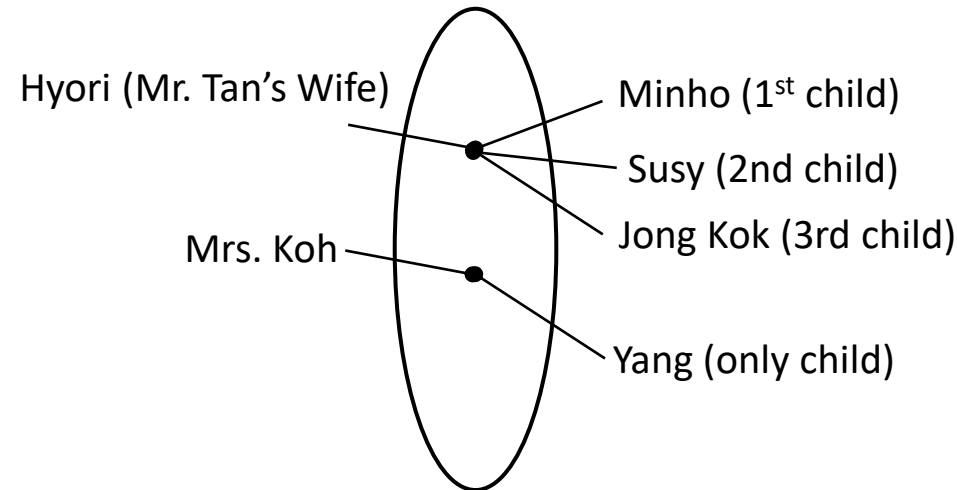 Hyori (Mr. Tan’s Wife)
Minho (1st child)
Susy (2nd child)
Jong Kok (3rd child)
Mrs. Koh
Yang (only child)